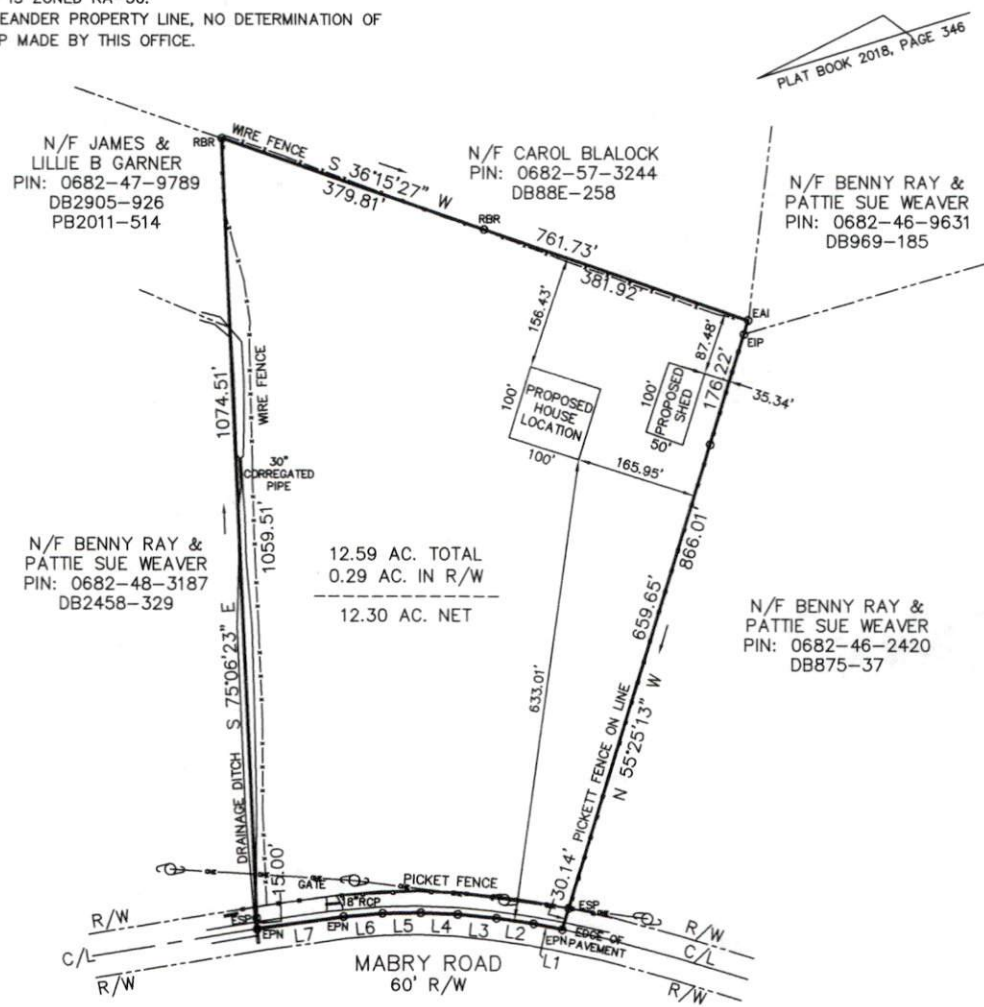 IS ZONED RA-30.
EANDER PROPERTY LINE, NO DETERMINATION OF
P MADE BY THIS OFFICE.
PLAT BOOK 2018, PAGE 346
N/F JAMES &
LILLIE B GARNER
PIN: 0682-47-9789
DB2905-926
PB2011-514
RBR
WIRE FENCE
S 36°15'27" W
379.81'
N/F CAROL BLALOCK
PIN: 0682-57-3244
DB88E-258
RBR
761.73'
381.92'
N/F BENNY RAY &
PATTIE SUE WEAVER
PIN: 0682-46-9631
DB969-185
EAI
EIP
156.43'
87.48'
176.22'
35.34'
PROPOSED
HOUSE
LOCATION
100'
100'
PROPOSED
SHED
100'
50'
165.95'
1074.51'
WIRE FENCE
30"
CORREGATED
PIPE
1059.51'
N/F BENNY RAY &
PATTIE SUE WEAVER
PIN: 0682-48-3187
DB2458-329
12.59 AC. TOTAL
0.29 AC. IN R/W
12.30 AC. NET
DRAINAGE DITCH
S 75°06'23" E
633.01'
659.65'
866.01'
N/F BENNY RAY &
PATTIE SUE WEAVER
PIN: 0682-46-2420
DB875-37
PICKETT FENCE ON LINE
N 55°25'13" W
30.14'
15.00'
GATE
PICKET FENCE
18"RCP
ESP
ESP
EPN
EPN
EPN
EDGE OF
PAVEMENT
L7
L6
L5
L4
L3
L2
L1
R/W
C/L
R/W
R/W
C/L
R/W
MABRY ROAD
60' R/W